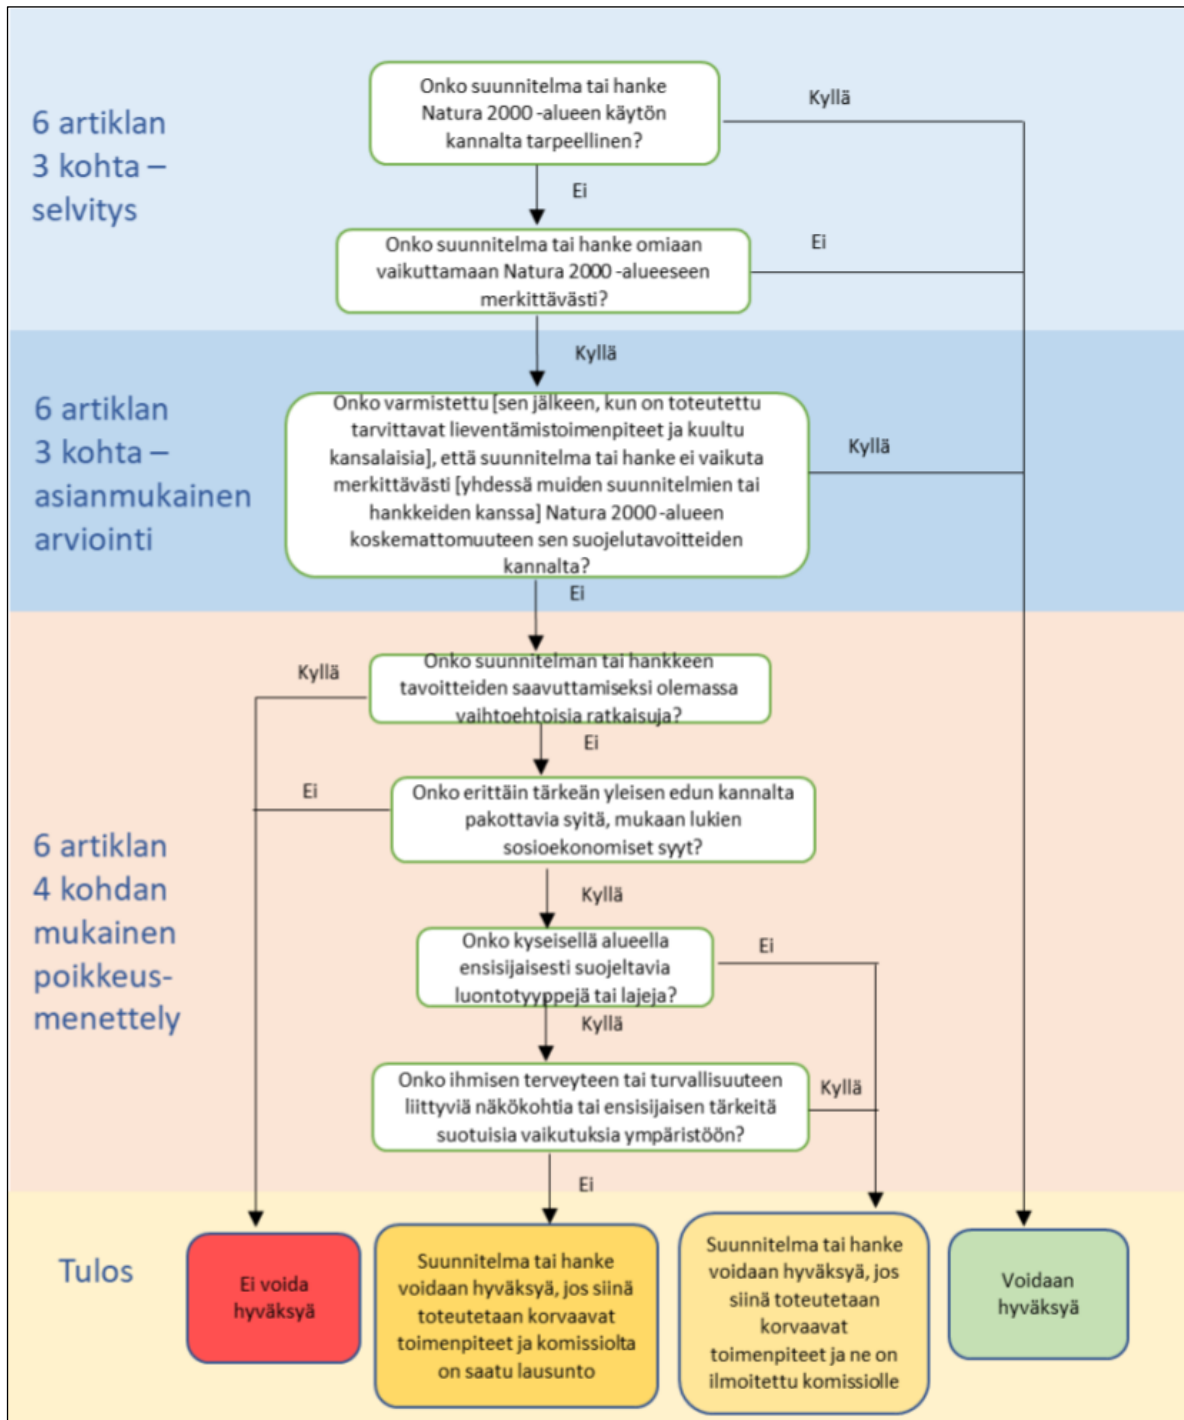 6 artiklan
3 kohta –
selvitys
Onko suunnitelma tai hanke
Natura 2000 -alueen käytön
kannalta tarpeellinen?
Kyllä
Ei
Onko suunnitelma tai hanke omiaan
vaikuttamaan Natura 2000 -alueeseen
merkittävästi?
Ei
Kyllä
6 artiklan
3 kohta –
asianmukainen
arviointi
Onko varmistettu [sen jälkeen, kun on toteutettu
tarvittavat lieventämistoimenpiteet ja kuultu
kansalaisia], että suunnitelma tai hanke ei vaikuta
merkittävästi [yhdessä muiden suunnitelmien tai
hankkeiden kanssa] Natura 2000 -alueen
koskemattomuuteen sen suojelutavoitteiden
kannalta?
Kyllä
Ei
6 artiklan
4 kohdan
mukainen
poikkeus-
menettely
Onko suunnitelman tai hankkeen
tavoitteiden saavuttamiseksi olemassa
vaihtoehtoisia ratkaisuja?
Kyllä
Ei
Onko erittäin tärkeän yleisen edun kannalta
pakottavia syitä, mukaan lukien
sosioekonomiset syyt?
Ei
Kyllä
Onko kyseisellä alueella
ensisijaisesti suojeltavia
luontotyyppejä tai lajeja?
Ei
Kyllä
Onko ihmisen terveyteen tai turvallisuuteen
liittyviä näkökohtia tai ensisijaisen tärkeitä
suotuisia vaikutuksia ympäristöön?
Kyllä
Ei
Tulos
Ei voida
hyväksyä
Suunnitelma tai hanke
voidaan hyväksyä, jos siinä
toteutetaan korvaavat
toimenpiteet ja komissiolta
on saatu lausunto
Suunnitelma tai hanke
voidaan hyväksyä, jos
siinä toteutetaan
korvaavat
toimenpiteet ja ne on
ilmoitettu komissiolle
Voidaan
hyväksyä